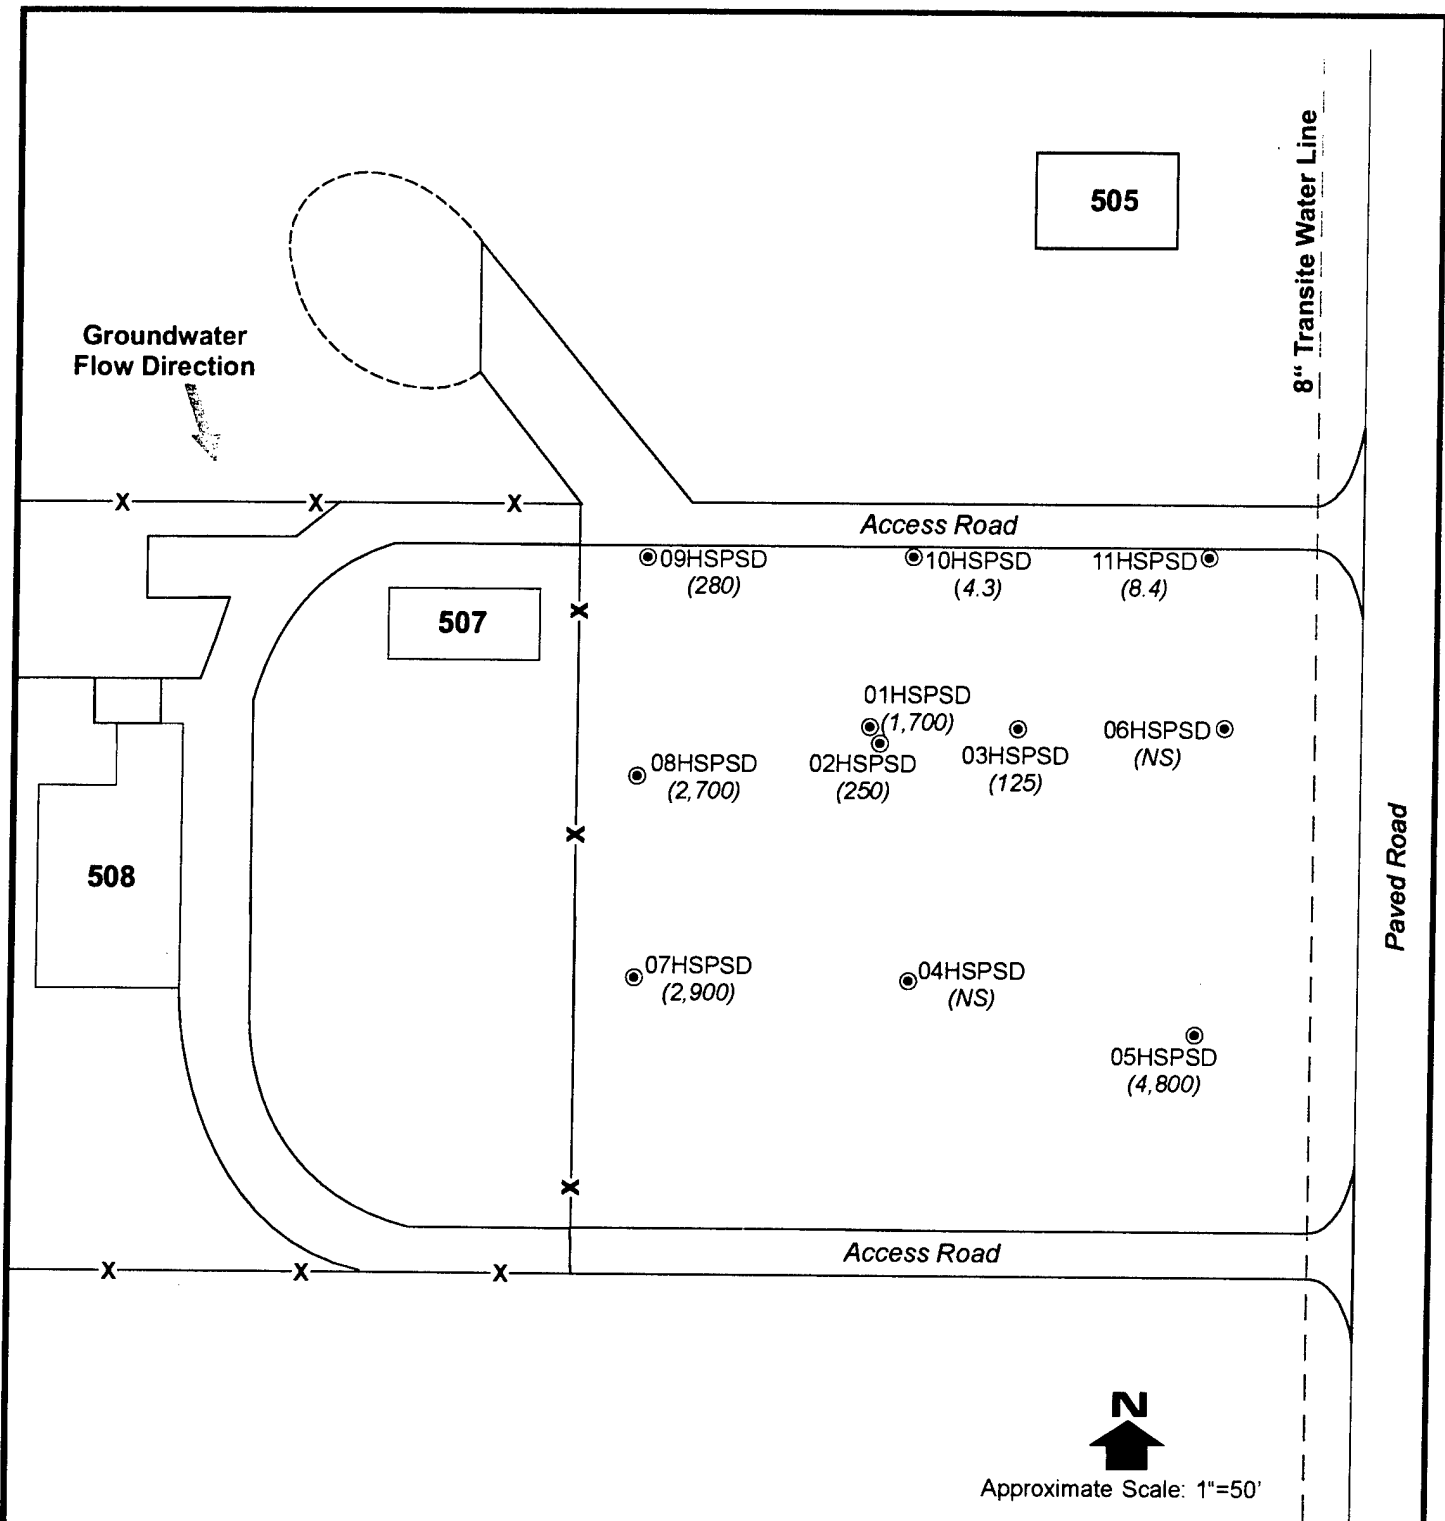 505
8“ Transite Water Line
Groundwater
Flow Direction
X X X
Access Road
09HSPSD
(280)
10HSPSD
(4.3)
11HSPSD
(8.4)
507
X
01HSPSD
(1,700)
02HSPSD
(250)
03HSPSD
(125)
06HSPSD
(NS)
08HSPSD
(2,700)
X
508
Paved Road
07HSPSD
(2,900)
04HSPSD
(NS)
05HSPSD
(4,800)
X
Access Road
X X X
N
Approximate Scale: 1"=50'